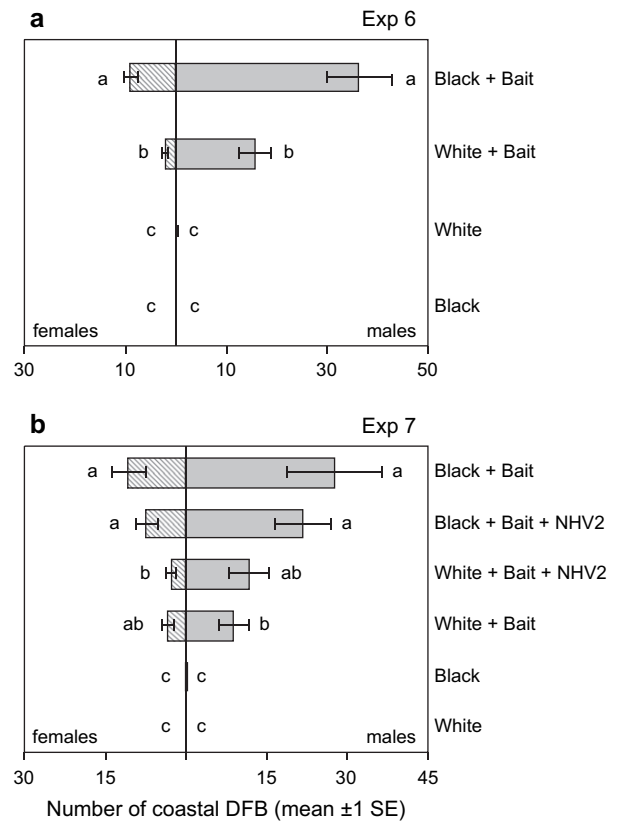 a Exp 6
a a Black + Bait
b b White + Bait
c c White
c c Black
females males
30 10 10 30 50
b Exp 7
a a Black + Bait
a a Black + Bait + NHV2
b ab White + Bait + NHV2
ab b White + Bait
c c Black
c c White
females males
30 15 15 30 45
Number of coastal DFB (mean ±1 SE)